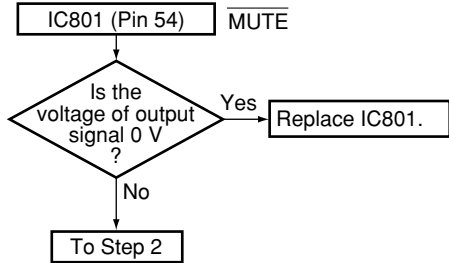 IC801 (Pin 54) MUTE
Is the
voltage of output
signal 0 V
?
Yes
Replace IC801.
No
To Step 2